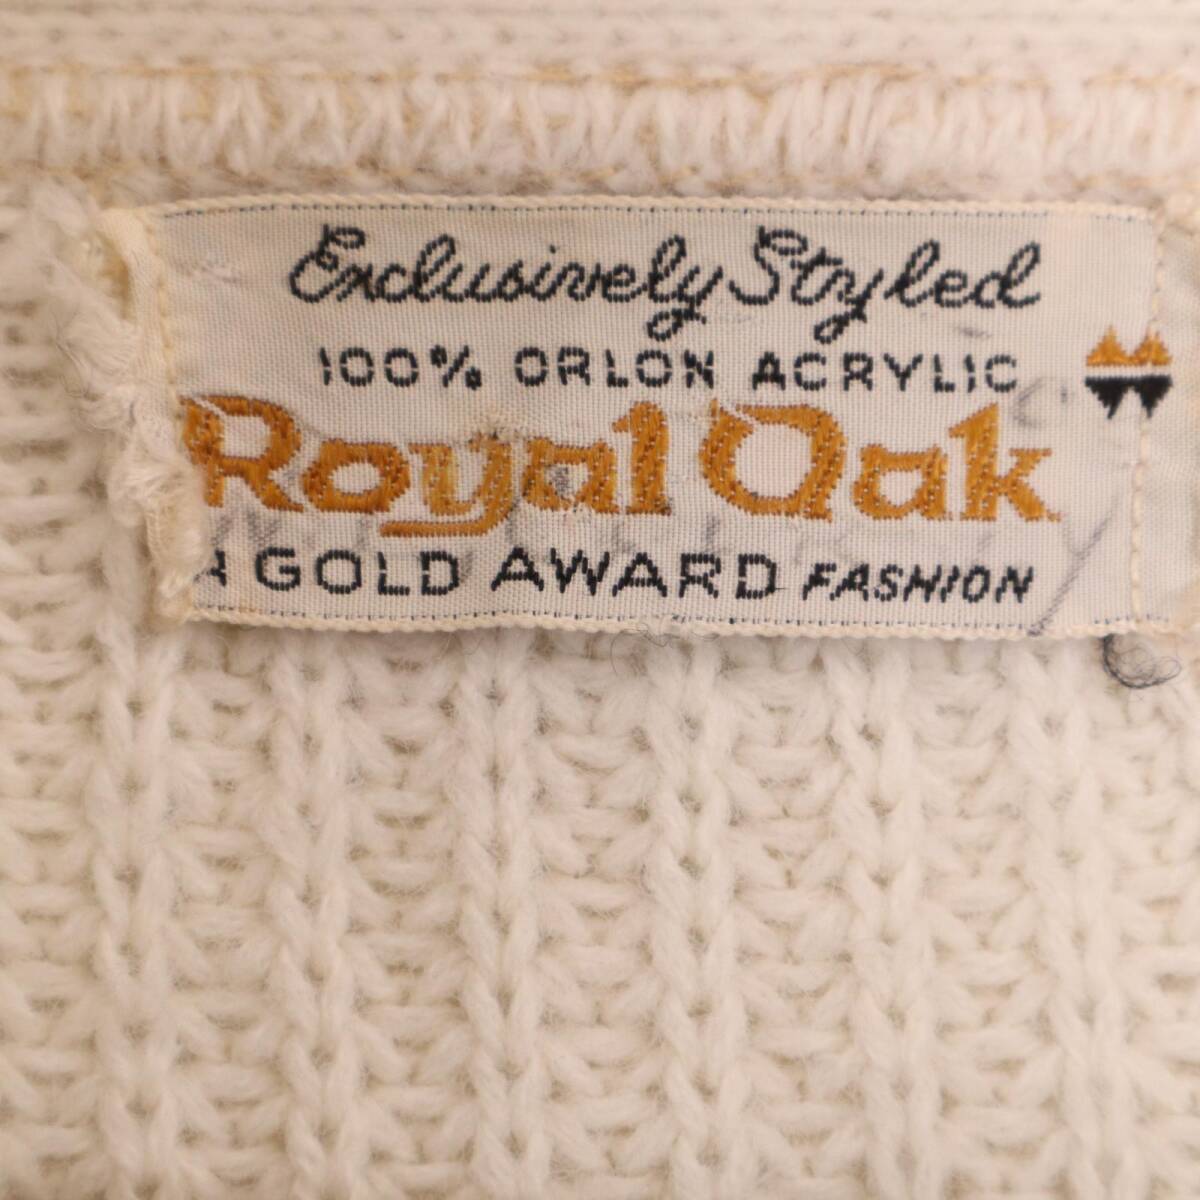 Exclusively Styled
100% ORLON ACRYLIC
Royal Oak
A GOLD AWARD FASHION